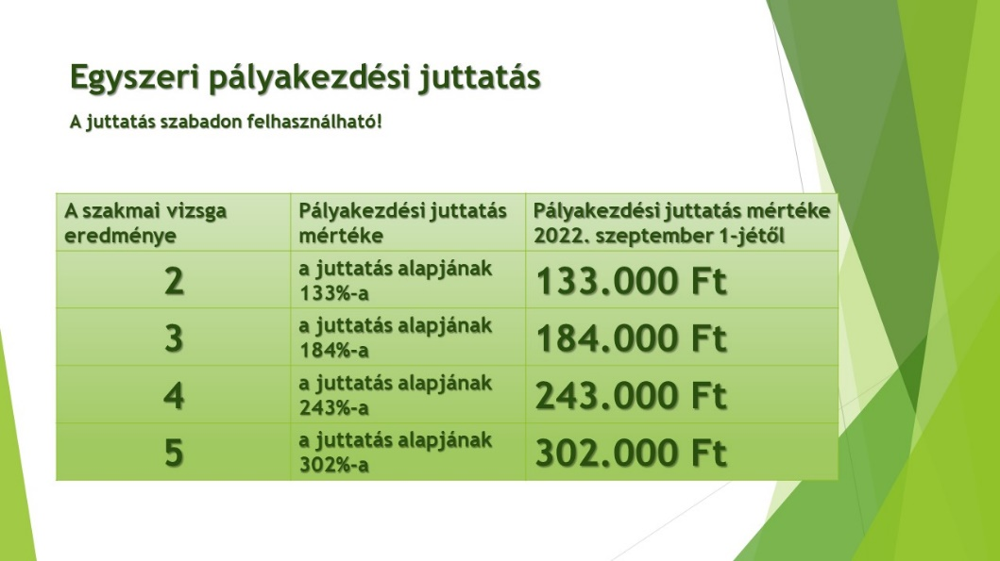 Egyszeri pályakezdési juttatás
A juttatás szabadon felhasználható!
A szakmai vizsga
eredménye
Pályakezdési juttatás
mértéke
Pályakezdési juttatás mértéke
2022. szeptember 1-jétől
2
a juttatás alapjának
133%-a
133.000 Ft
3
a juttatás alapjának
184%-a
184.000 Ft
4
a juttatás alapjának
243%-a
243.000 Ft
5
a juttatás alapjának
302%-a
302.000 Ft